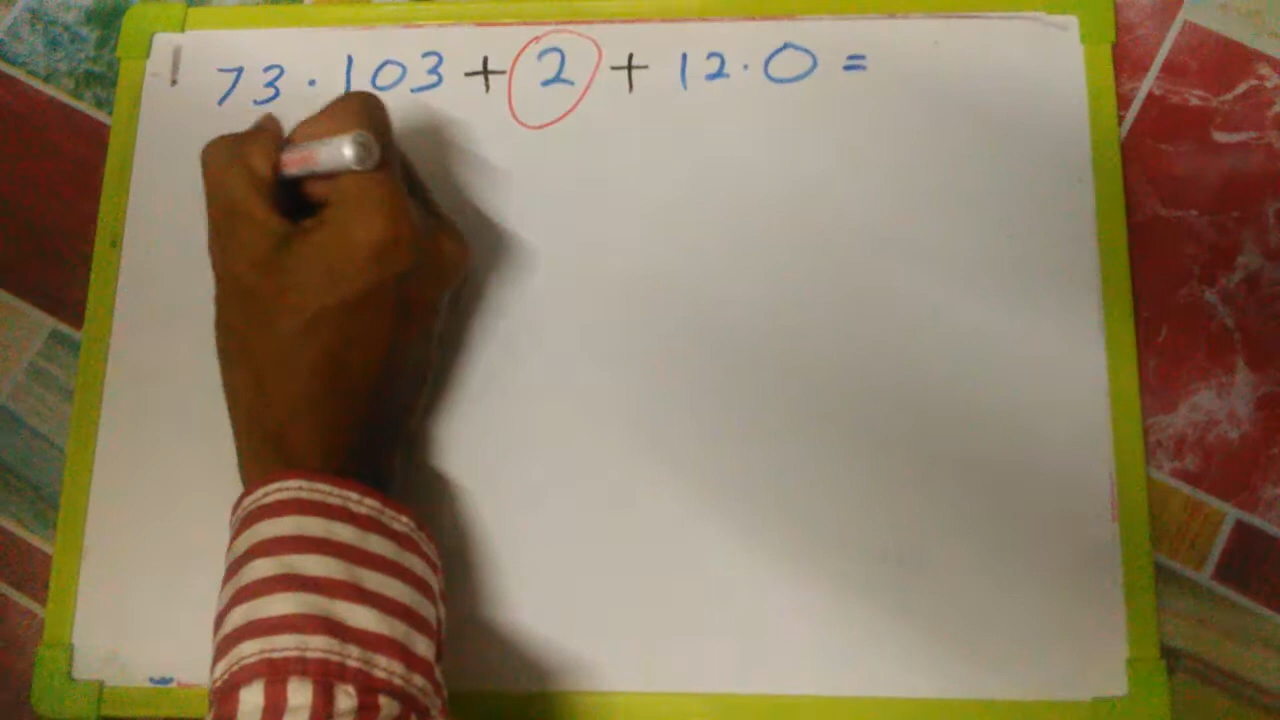 73 · 103 + 2 + 12 · 0 =